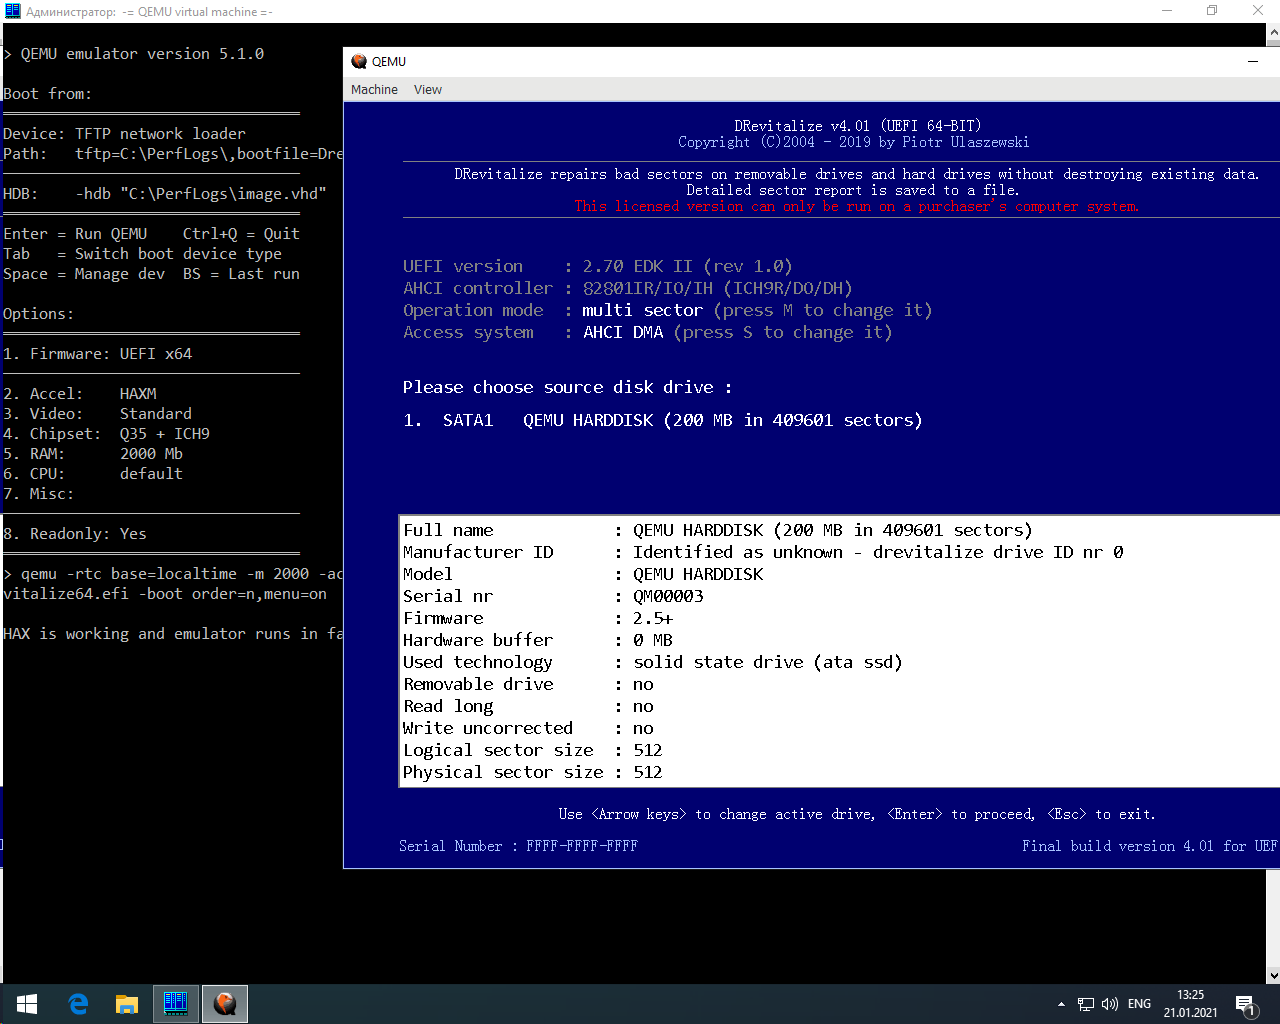 Администратор: -= QEMU virtual machine =-
> QEMU emulator version 5.1.0
Boot from:
Device: TFTP network loader
Path:   tftp=C:\PerfLogs\,bootfile=Dre
HDB:    -hdb "C:\PerfLogs\image.vhd"
Enter = Run QEMU    Ctrl+Q = Quit
Tab   = Switch boot device type
Space = Manage dev  BS = Last run
Options:
1. Firmware: UEFI x64
2. Accel:    HAXM
3. Video:    Standard
4. Chipset:  Q35 + ICH9
5. RAM:      2000 Mb
6. CPU:      default
7. Misc:
8. Readonly: Yes
> qemu -rtc base=localtime -m 2000 -ac
vitalize64.efi -boot order=n,menu=on
HAX is working and emulator runs in fa
QEMU
Machine View
DRevitalize v4.01 (UEFI 64-BIT)
Copyright (C)2004 - 2019 by Piotr Ulaszewski
DRevitalize repairs bad sectors on removable drives and hard drives without destroying existing data.
Detailed sector report is saved to a file.
This licensed version can only be run on a purchaser's computer system.
UEFI version    : 2.70 EDK II (rev 1.0)
AHCI controller : 82801IR/IO/IH (ICH9R/DO/DH)
Operation mode  : multi sector (press M to change it)
Access system   : AHCI DMA (press S to change it)
Please choose source disk drive :
1.  SATA1   QEMU HARDDISK (200 MB in 409601 sectors)
Full name            : QEMU HARDDISK (200 MB in 409601 sectors)
Manufacturer ID      : Identified as unknown - drevitalize drive ID nr 0
Model                : QEMU HARDDISK
Serial nr            : QM00003
Firmware             : 2.5+
Hardware buffer      : 0 MB
Used technology      : solid state drive (ata ssd)
Removable drive      : no
Read long            : no
Write uncorrected    : no
Logical sector size  : 512
Physical sector size : 512
Use <Arrow keys> to change active drive, <Enter> to proceed, <Esc> to exit.
Serial Number : FFFF-FFFF-FFFF
Final build version 4.01 for UEF
ENG
13:25
21.01.2021
1